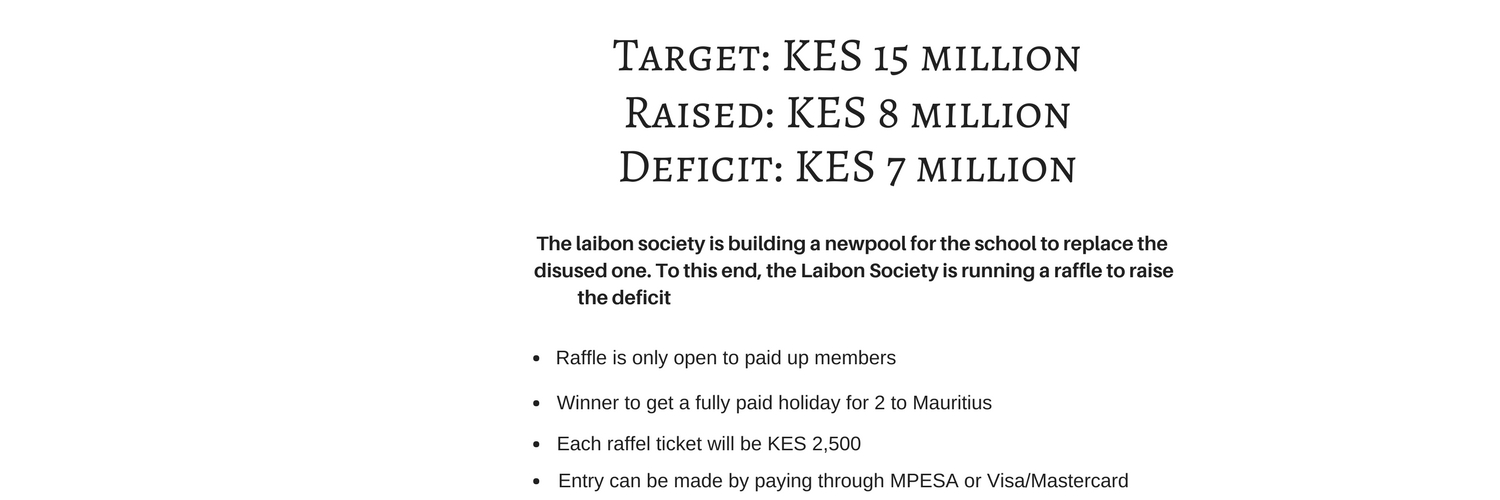 Target: KES 15 million
Raised: KES 8 million
Deficit: KES 7 million
The laibon society is building a newpool for the school to replace the
disused one. To this end, the Laibon Society is running a raffle to raise
the deficit
• Raffle is only open to paid up members
• Winner to get a fully paid holiday for 2 to Mauritius
• Each raffel ticket will be KES 2,500
• Entry can be made by paying through MPESA or Visa/Mastercard